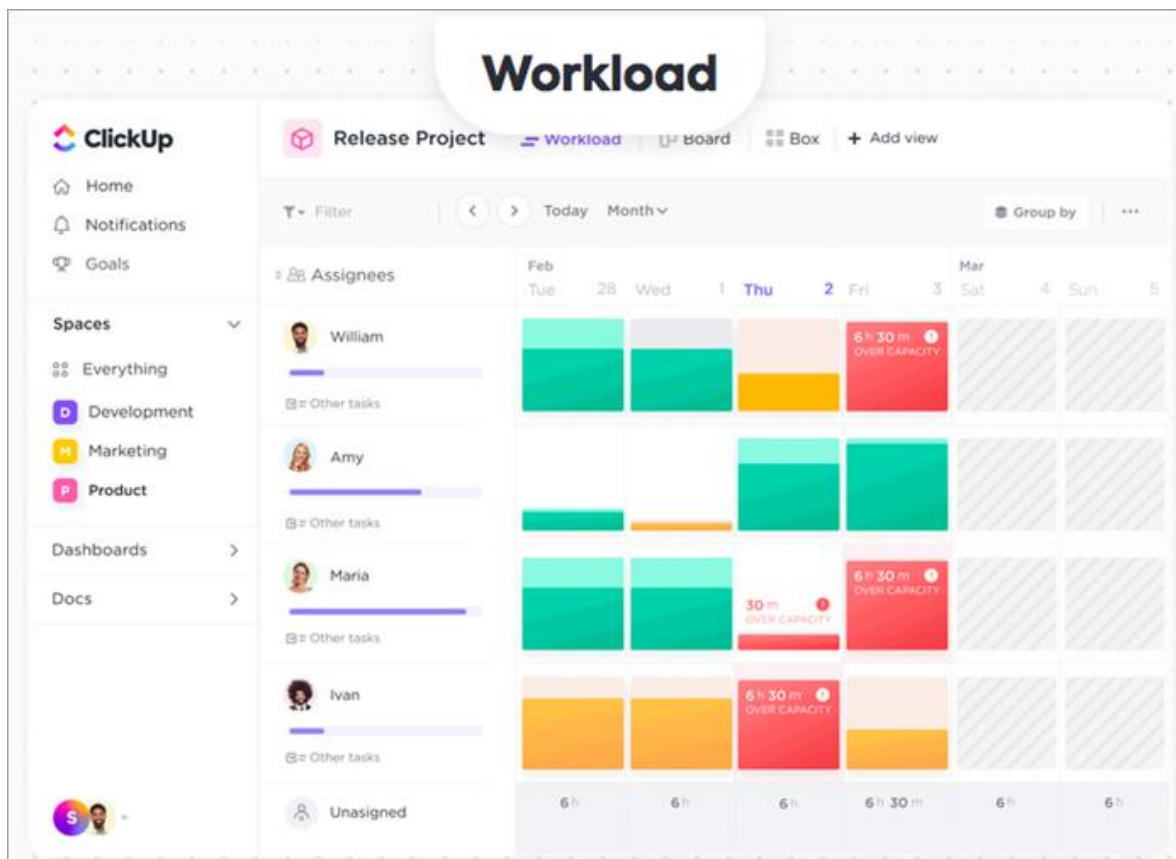 Workload
ClickUp
Home
Notifications
Goals
Spaces
Everything
D Development
M Marketing
P Product
Dashboards
Docs
S
Release Project Workload Board Box + Add view
Filter < > Today Month Group by ...
Assignees
Feb Mar
Tue 28 Wed 1 Thu 2 Fri 3 Sat 4 Sun 5
William
6 h 30 m !
OVER CAPACITY
Other tasks
Amy
Other tasks
Maria
6 h 30 m !
OVER CAPACITY
30 m !
OVER CAPACITY
Other tasks
Ivan
6 h 30 m !
OVER CAPACITY
Other tasks
Unasigned
6 h 6 h 6 h 6 h 30 m 6 h 6 h